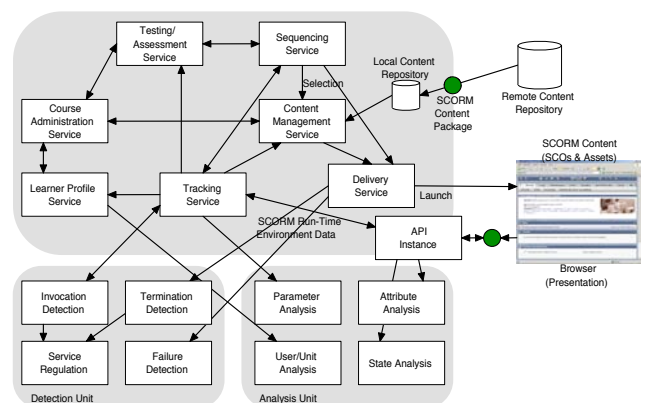 Testing/
Assessment
Service
Sequencing
Service
Selection
Local Content
Repository
SCORM
Content
Package
Remote Content
Repository
Course
Administration
Service
Content
Management
Service
SCORM Content
(SCOs & Assets)
Learner Profile
Service
Tracking
Service
Delivery
Service
Launch
SCORM Run-Time
Environment Data
API
Instance
Browser
(Presentation)
Invocation
Detection
Termination
Detection
Parameter
Analysis
Attribute
Analysis
Service
Regulation
Failure
Detection
User/Unit
Analysis
State Analysis
Detection Unit
Analysis Unit